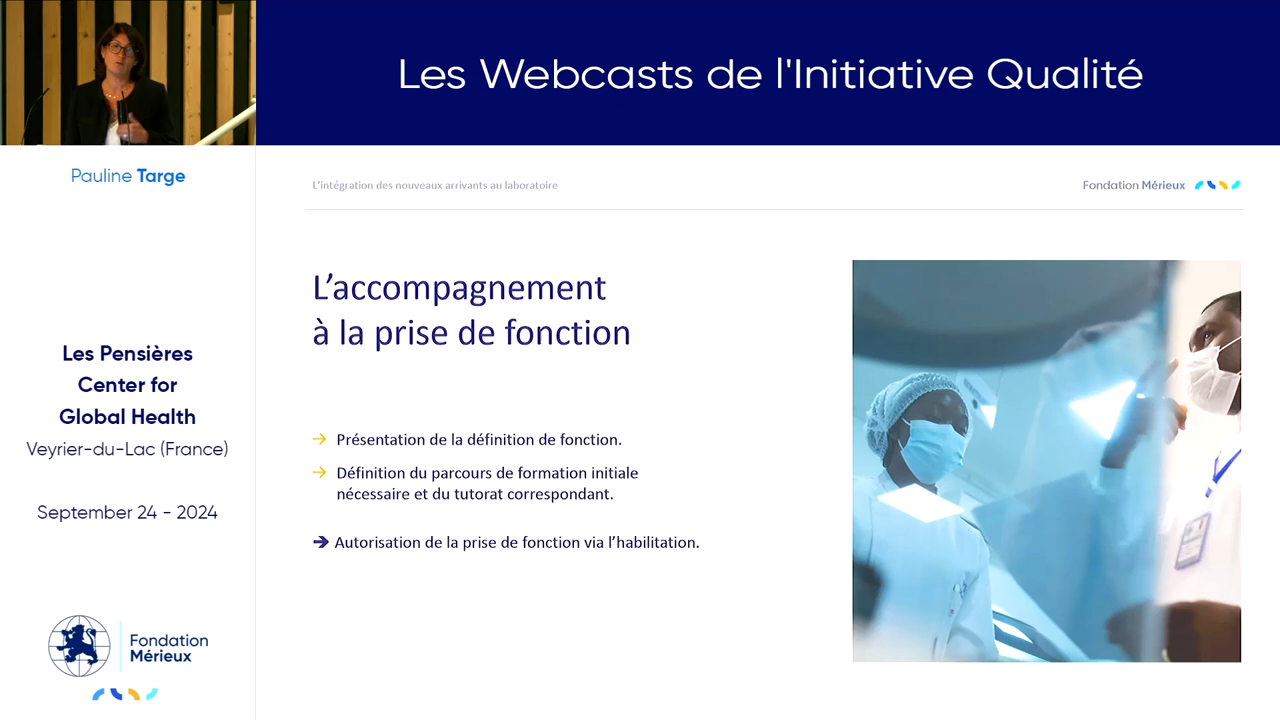 Les Webcasts de l'Initiative Qualité
Pauline Targe
L'intégration des nouveaux arrivants au laboratoire
Fondation Mérieux
L’accompagnement
à la prise de fonction
→ Présentation de la définition de fonction.
→ Définition du parcours de formation initiale
nécessaire et du tutorat correspondant.
➔ Autorisation de la prise de fonction via l’habilitation.
Les Pensières
Center for
Global Health
Veyrier-du-Lac (France)
September 24 - 2024
Fondation
Mérieux